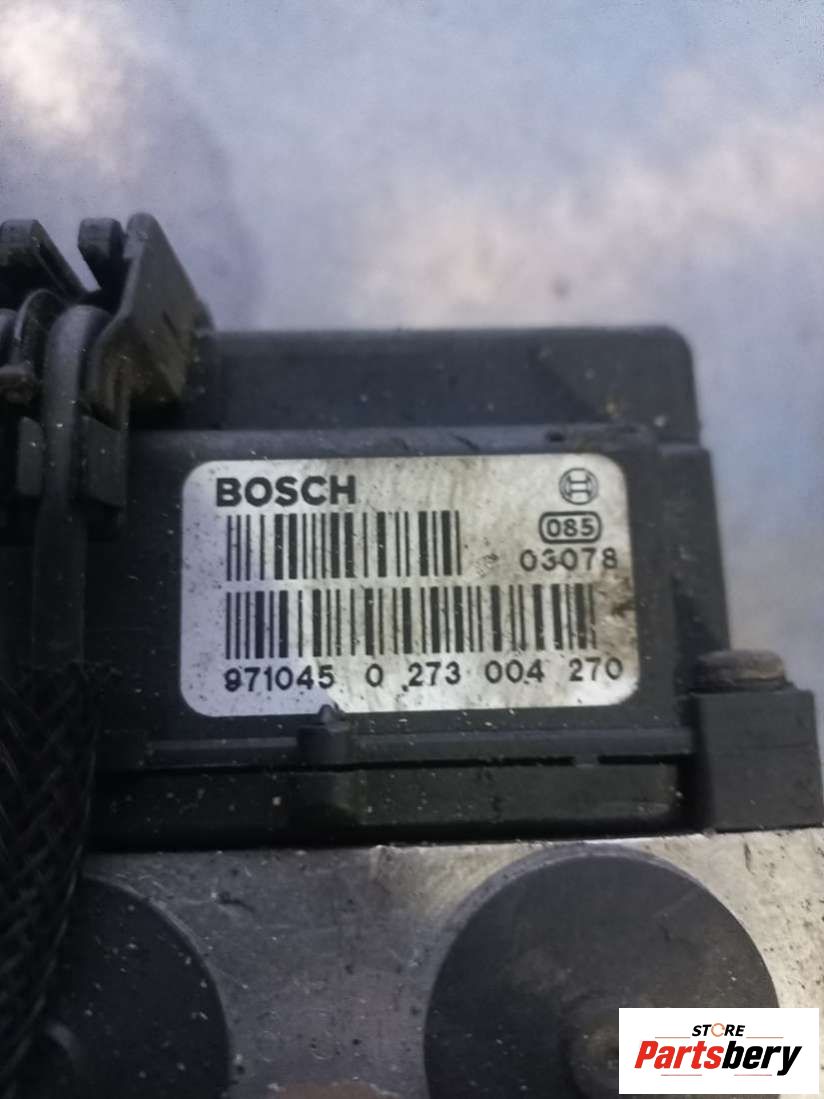 BOSCH
085
03078
971045 0 273 004 270
STORE
Partsbery